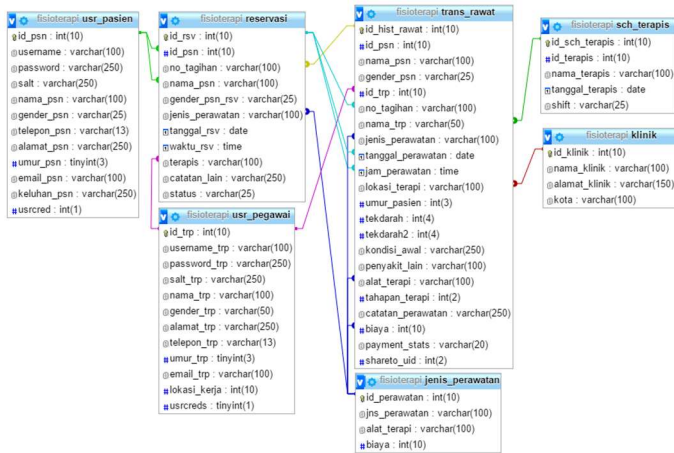 fisioterapi usr_pasien
id_psn : int(10)
username : varchar(100)
password : varchar(250)
salt : varchar(250)
nama_psn : varchar(100)
gender_psn : varchar(25)
telepon_psn : varchar(13)
alamat_psn : varchar(250)
umur_psn : tinyint(3)
email_psn : varchar(100)
keluhan_psn : varchar(250)
usrcred : int(1)
fisioterapi reservasi
id_rsv : int(10)
id_psn : int(10)
no_tagihan : varchar(100)
nama_psn : varchar(100)
gender_psn_rsv : varchar(25)
jenis_perawatan : varchar(100)
tanggal_rsv : date
waktu_rsv : time
terapis : varchar(100)
catatan_lain : varchar(250)
status : varchar(25)
fisioterapi usr_pegawai
id_trp : int(10)
username_trp : varchar(100)
password_trp : varchar(250)
salt_trp : varchar(250)
nama_trp : varchar(100)
gender_trp : varchar(50)
alamat_trp : varchar(250)
telepon_trp : varchar(13)
umur_trp : tinyint(3)
email_trp : varchar(100)
lokasi_kerja : int(10)
usrcreds : tinyint(1)
fisioterapi trans_rawat
id_hist_rawat : int(10)
id_psn : int(10)
nama_psn : varchar(100)
gender_psn : varchar(25)
id_trp : int(10)
no_tagihan : varchar(100)
nama_trp : varchar(50)
jenis_perawatan : varchar(100)
tanggal_perawatan : date
jam_perawatan : time
lokasi_terapi : varchar(100)
umur_pasien : int(3)
tekdarah : int(4)
tekdarah2 : int(4)
kondisi_awal : varchar(250)
penyakit_lain : varchar(100)
alat_terapi : varchar(100)
tahapan_terapi : int(2)
catatan_perawatan : varchar(250)
biaya : int(10)
payment_stats : varchar(20)
shareto_uid : int(2)
fisioterapi jenis_perawatan
id_perawatan : int(10)
jns_perawatan : varchar(100)
alat_terapi : varchar(100)
biaya : int(10)
fisioterapi sch_terapis
id_sch_terapis : int(10)
id_terapis : int(10)
nama_terapis : varchar(100)
tanggal_terapis : date
shift : varchar(25)
fisioterapi klinik
id_klinik : int(10)
nama_klinik : varchar(100)
alamat_klinik : varchar(150)
kota : varchar(100)